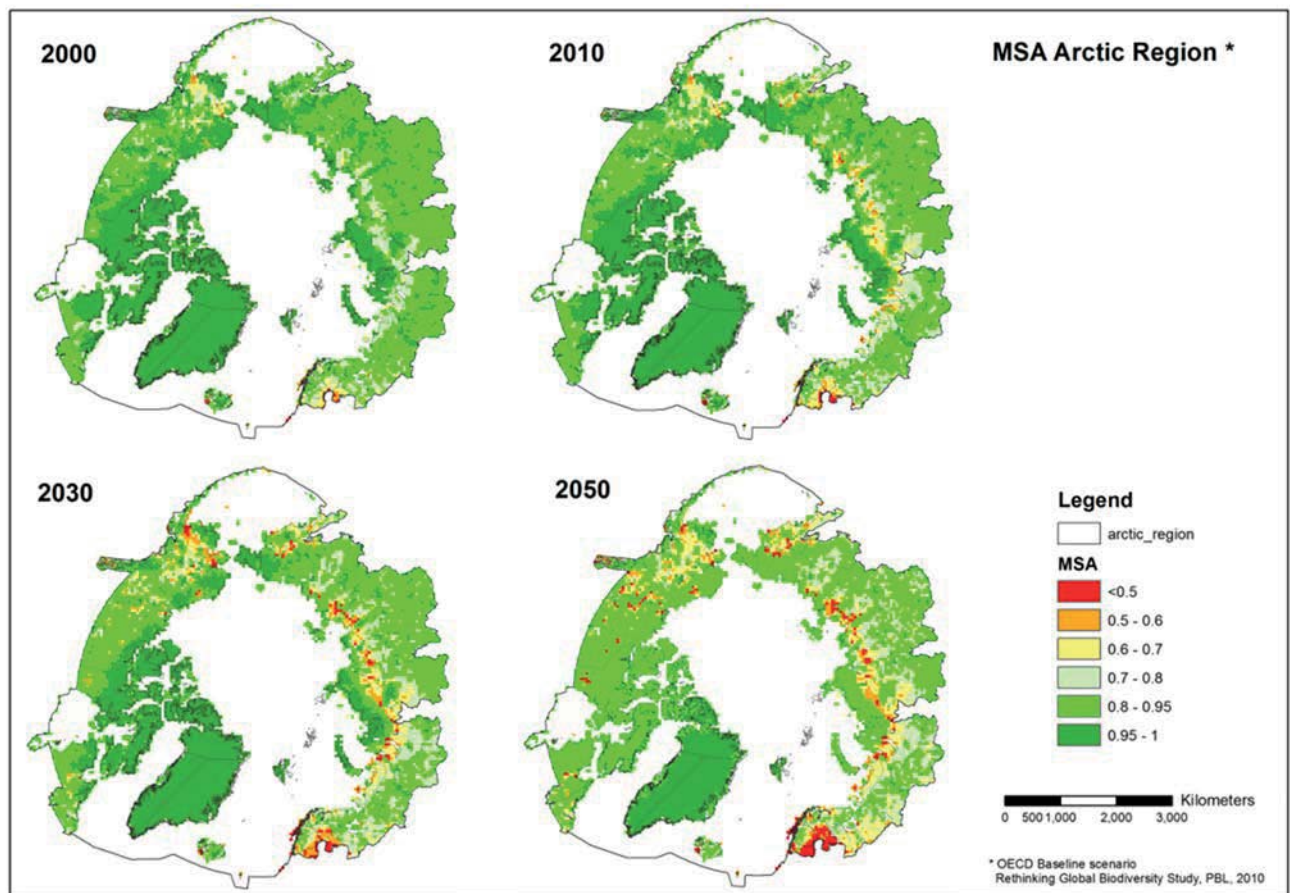 2000
2010
MSA Arctic Region *
2030
2050
Legend
arctic_region
MSA
<0.5
0.5 - 0.6
0.6 - 0.7
0.7 - 0.8
0.8 - 0.95
0.95 - 1
Kilometers
0 500 1,000 2,000 3,000
* OECD Baseline scenario
Rethinking Global Biodiversity Study, PBL, 2010